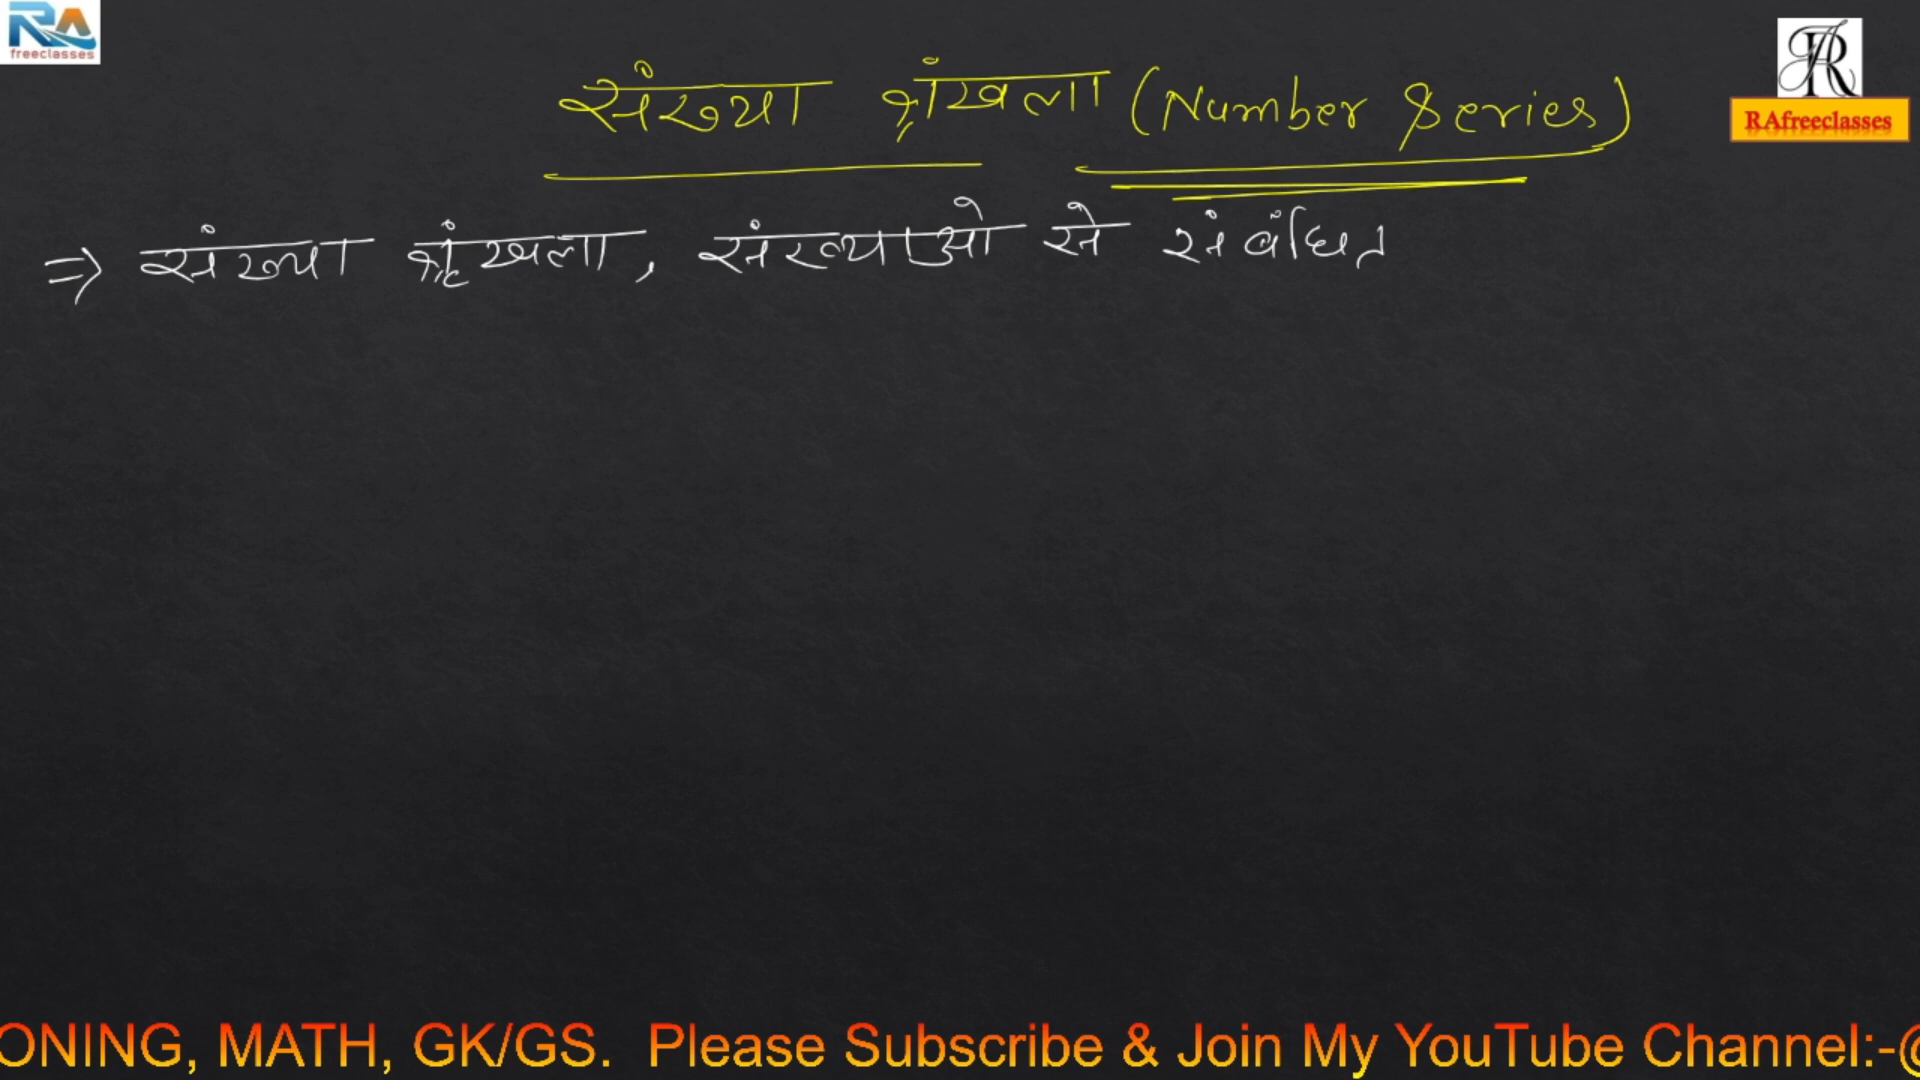 RA
freeclasses
RAfreeclasses
संख्या श्रृंखला (Number Series)
⇒ संख्या श्रृंखला, संख्याओ से संबंधित
ONING, MATH, GK/GS. Please Subscribe & Join My YouTube Channel:-@